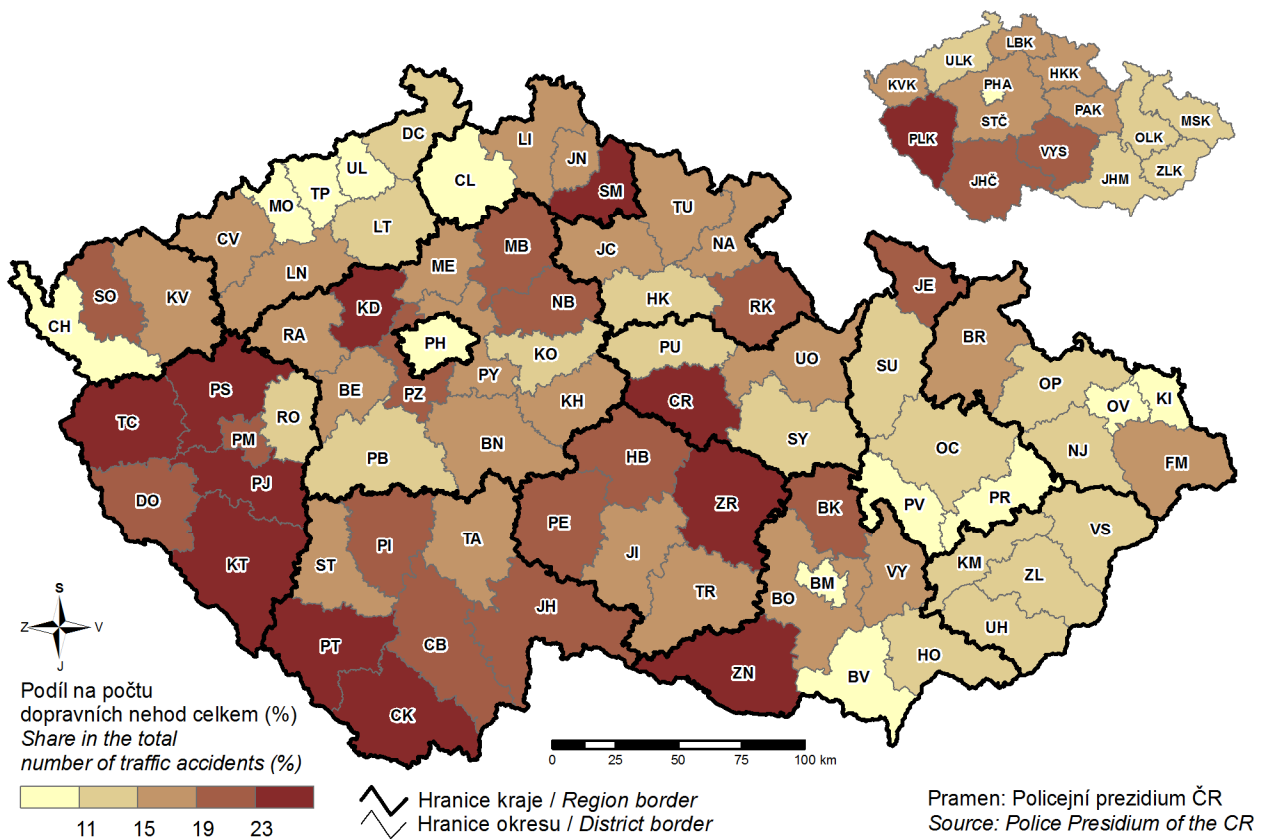 LBK
ULK
KVK
PHA
HKK
STČ
PAK
PLK
MSK
OLK
VYS
ZLK
JHČ
JHM
DC
LI
JN
UL
TP
CL
SM
MO
TU
LT
CV
MB
JC
NA
ME
LN
SO
KV
NB
HK
RK
JE
KD
CH
RA
PH
KO
PU
UO
BR
SU
PS
BE
PZ
PY
OP
KI
OV
TC
RO
KH
CR
PM
BN
SY
OC
NJ
FM
PB
HB
PJ
DO
ZR
BK
PV
PR
VS
PE
PI
TA
JI
KT
ST
KM
ZL
BM
VY
TR
BO
JH
UH
PT
CB
HO
ZN
BV
CK
S
Z V
J
Podíl na počtu
dopravních nehod celkem (%)
Share in the total
number of traffic accidents (%)
11 15 19 23
0 25 50 75 100 km
Hranice kraje / Region border
Hranice okresu / District border
Pramen: Policejní prezidium ČR
Source: Police Presidium of the CR